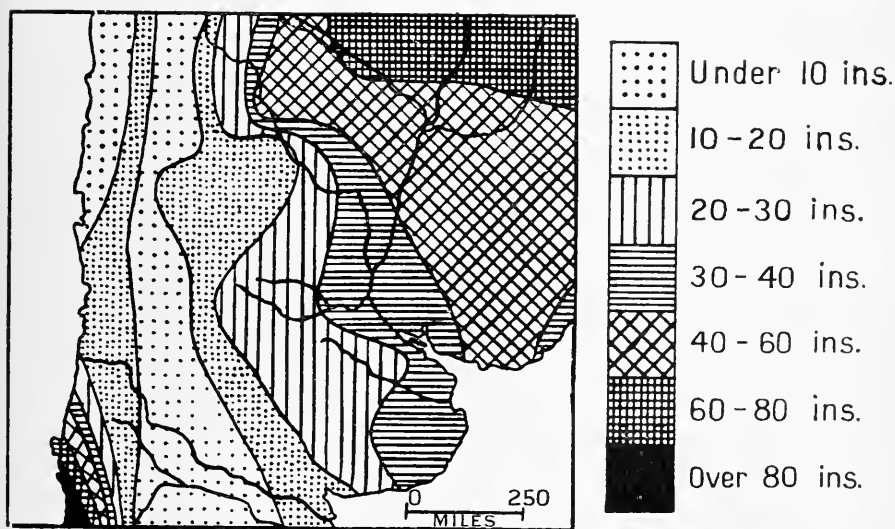 Under 10 ins.
10-20 ins.
20-30 ins.
30-40 ins.
40-60 ins.
60-80 ins.
Over 80 ins.
0 250
MILES